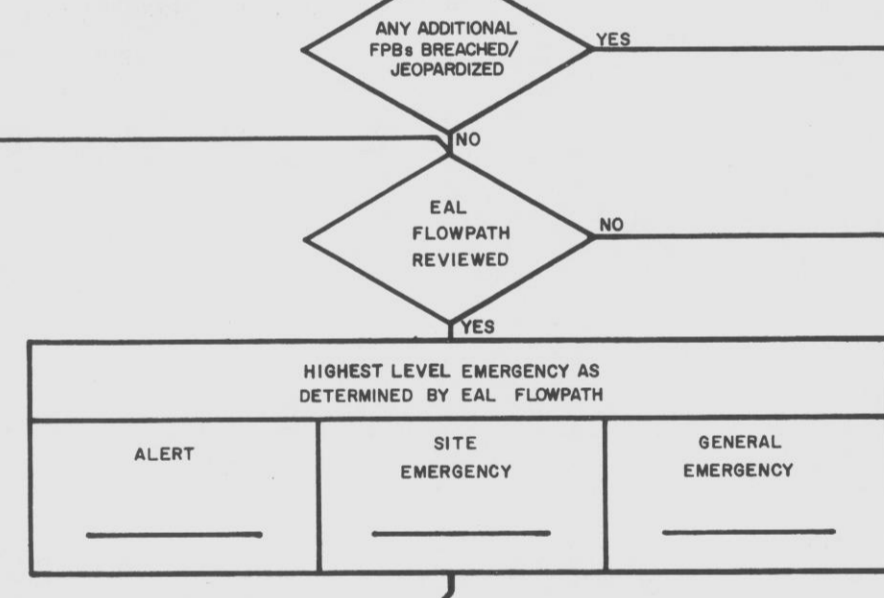 ANY ADDITIONAL
FPBs BREACHED/
JEOPARDIZED
YES
NO
EAL
FLOWPATH
REVIEWED
NO
YES
HIGHEST LEVEL EMERGENCY AS
DETERMINED BY EAL FLOWPATH
ALERT
SITE
EMERGENCY
GENERAL
EMERGENCY